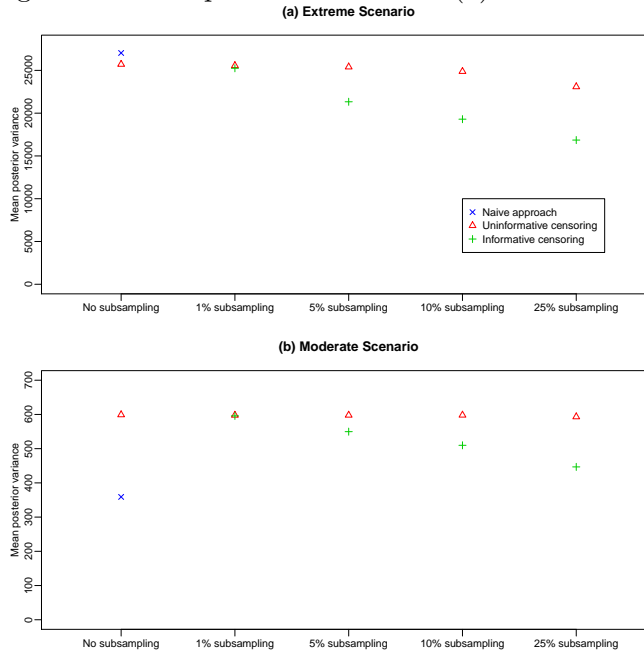 (a) Extreme Scenario
Mean posterior variance
0
5000
10000
15000
20000
25000
Naive approach
Uninformative censoring
Informative censoring
No subsampling
1% subsampling
5% subsampling
10% subsampling
25% subsampling
(b) Moderate Scenario
Mean posterior variance
0
100
200
300
400
500
600
700
No subsampling
1% subsampling
5% subsampling
10% subsampling
25% subsampling